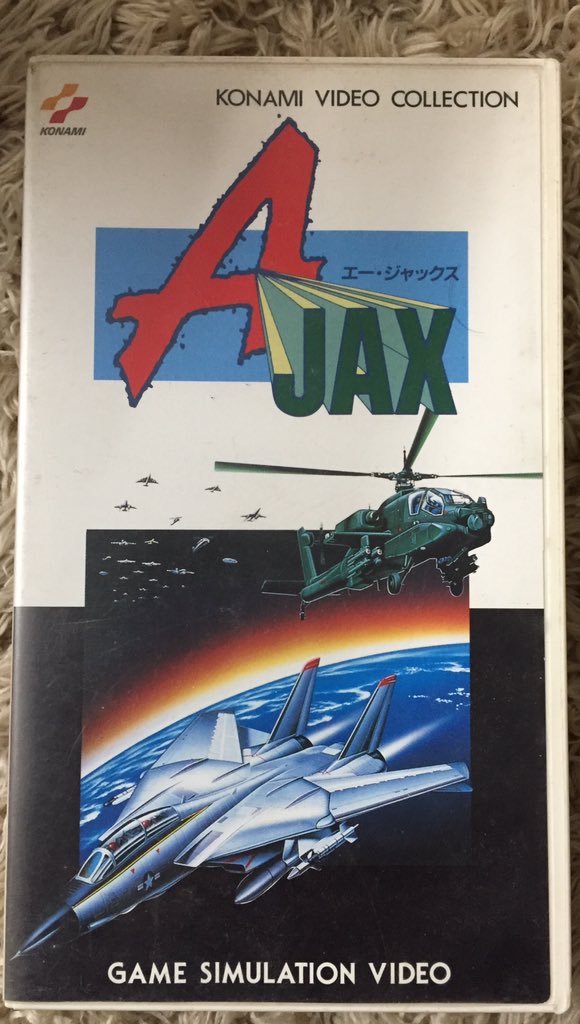 KONAMI
KONAMI VIDEO COLLECTION
A
エー・ジャックス
JAX
GAME SIMULATION VIDEO